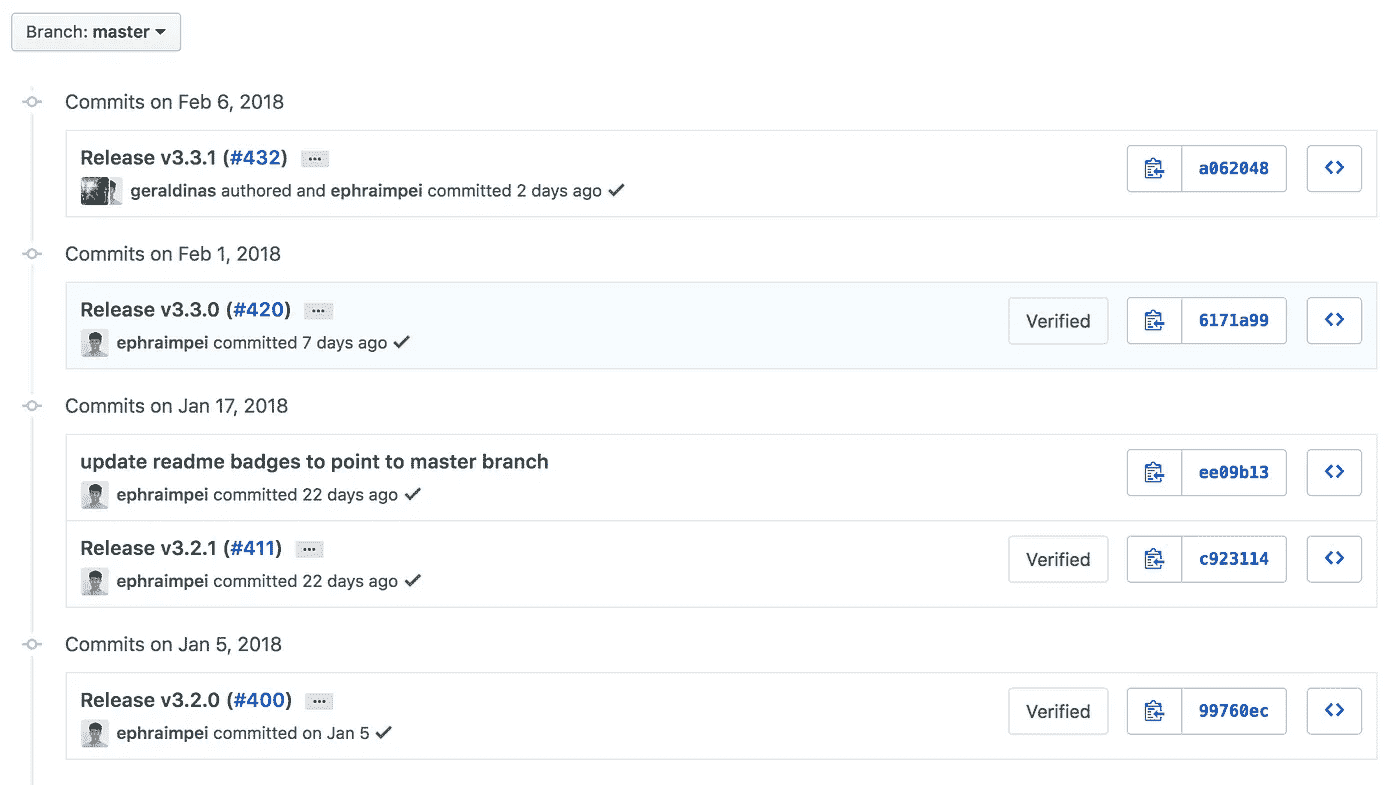 Branch: master
Commits on Feb 6, 2018
Release v3.3.1 (#432) ...
a062048
geraldinas authored and ephraimpei committed 2 days ago
Commits on Feb 1, 2018
Release v3.3.0 (#420) ...
Verified
6171a99
ephraimpei committed 7 days ago
Commits on Jan 17, 2018
update readme badges to point to master branch
ee09b13
ephraimpei committed 22 days ago
Release v3.2.1 (#411) ...
Verified
c923114
ephraimpei committed 22 days ago
Commits on Jan 5, 2018
Release v3.2.0 (#400) ...
Verified
99760ec
ephraimpei committed on Jan 5